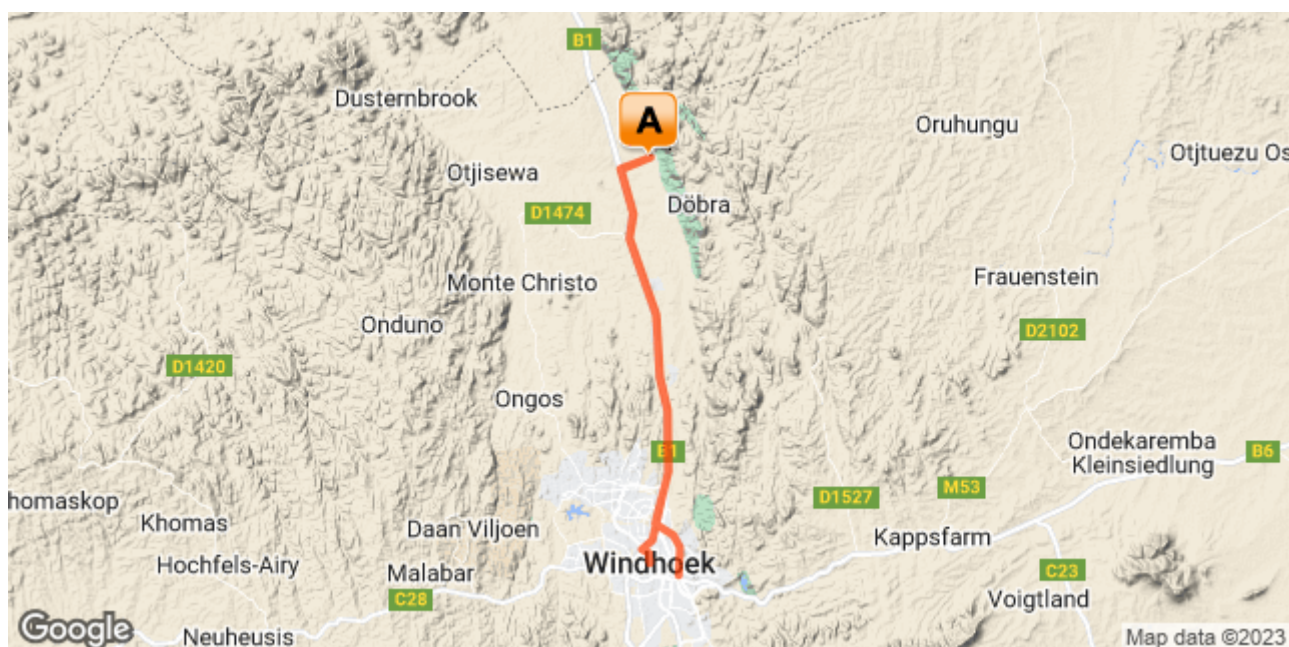 B1
Dusternbrook
A
Oruhungu
Otjtuezu Os
Otjisewa
Döbra
D1474
Frauenstein
Monte Christo
Onduno
D2102
D1420
Ongos
Ondekaremba
Kleinsiedlung
B1
B6
homaskop
Khomas
Daan Viljoen
D1527
M53
Kappsfarm
Hochfels-Airy
Malabar
Windhoek
C28
C23
Voigtland
Neuheusis
Google
Map data ©2023